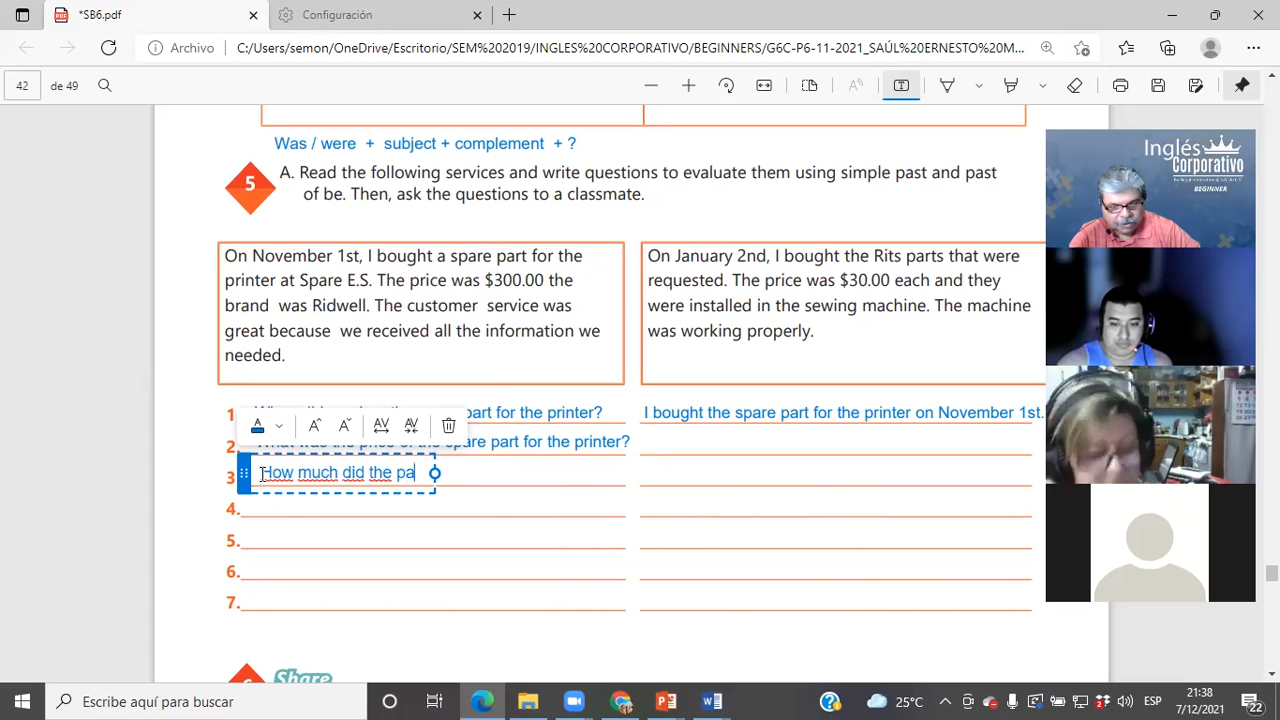 *SB6.pdf
Configuración
Archivo
C:/Users/semon/OneDrive/Escritorio/SEM%202019/INGLES%20CORPORATIVO/BEGINNERS/G6C-P6-11-2021_SAÚL%20ERNESTO%20M...
42 de 49
Was / were + subject + complement + ?
5
A. Read the following services and write questions to evaluate them using simple past and past
of be. Then, ask the questions to a classmate.
On November 1st, I bought a spare part for the
printer at Spare E.S. The price was $300.00 the
brand was Ridwell. The customer service was
great because we received all the information we
needed.
On January 2nd, I bought the Rits parts that were
requested. The price was $30.00 each and they
were installed in the sewing machine. The machine
was working properly.
1. part for the printer?
I bought the spare part for the printer on November 1st.
2. What was the price of the spare part for the printer?
3 How much did the pa
4.
5.
6.
7.
Share
Inglés
Corporativo
BEGINNER
Escribe aquí para buscar
25°C
ESP
21:38
7/12/2021
22